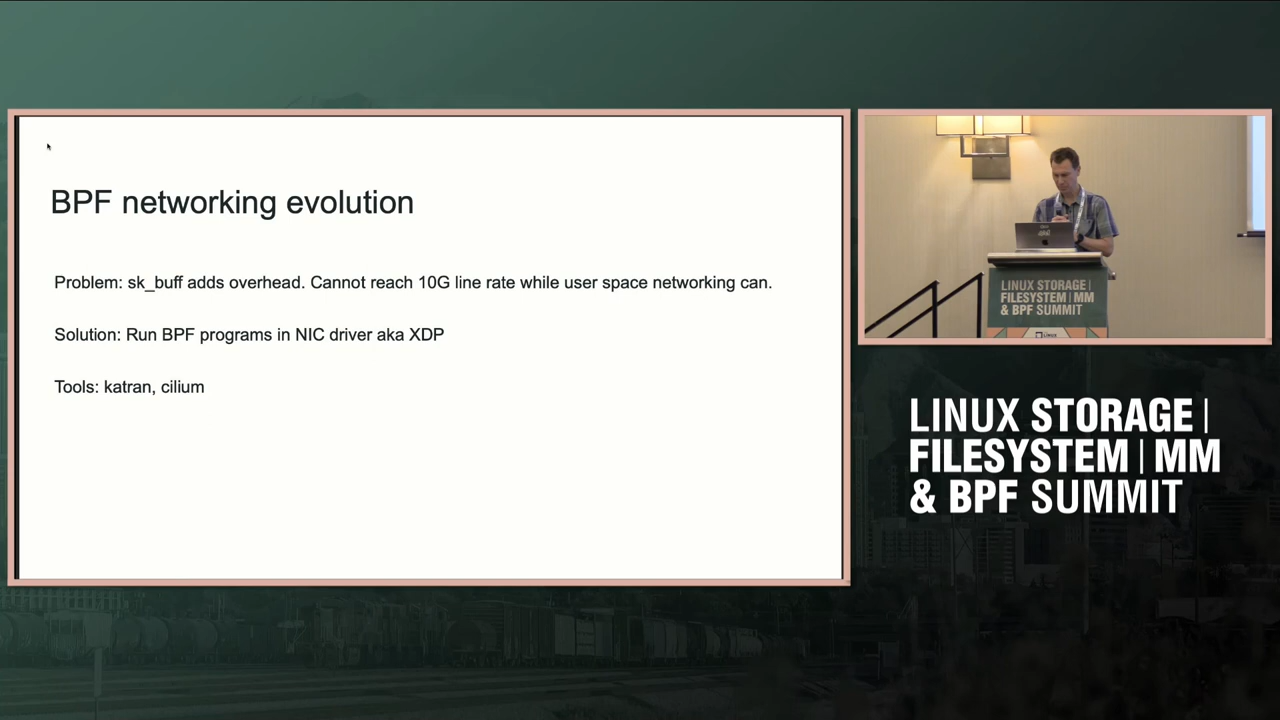 BPF networking evolution
Problem: sk_buff adds overhead. Cannot reach 10G line rate while user space networking can.
Solution: Run BPF programs in NIC driver aka XDP
Tools: katran, cilium
LINUX STORAGE |
FILESYSTEM | MM
& BPF SUMMIT
LINUX STORAGE |
FILESYSTEM | MM
& BPF SUMMIT